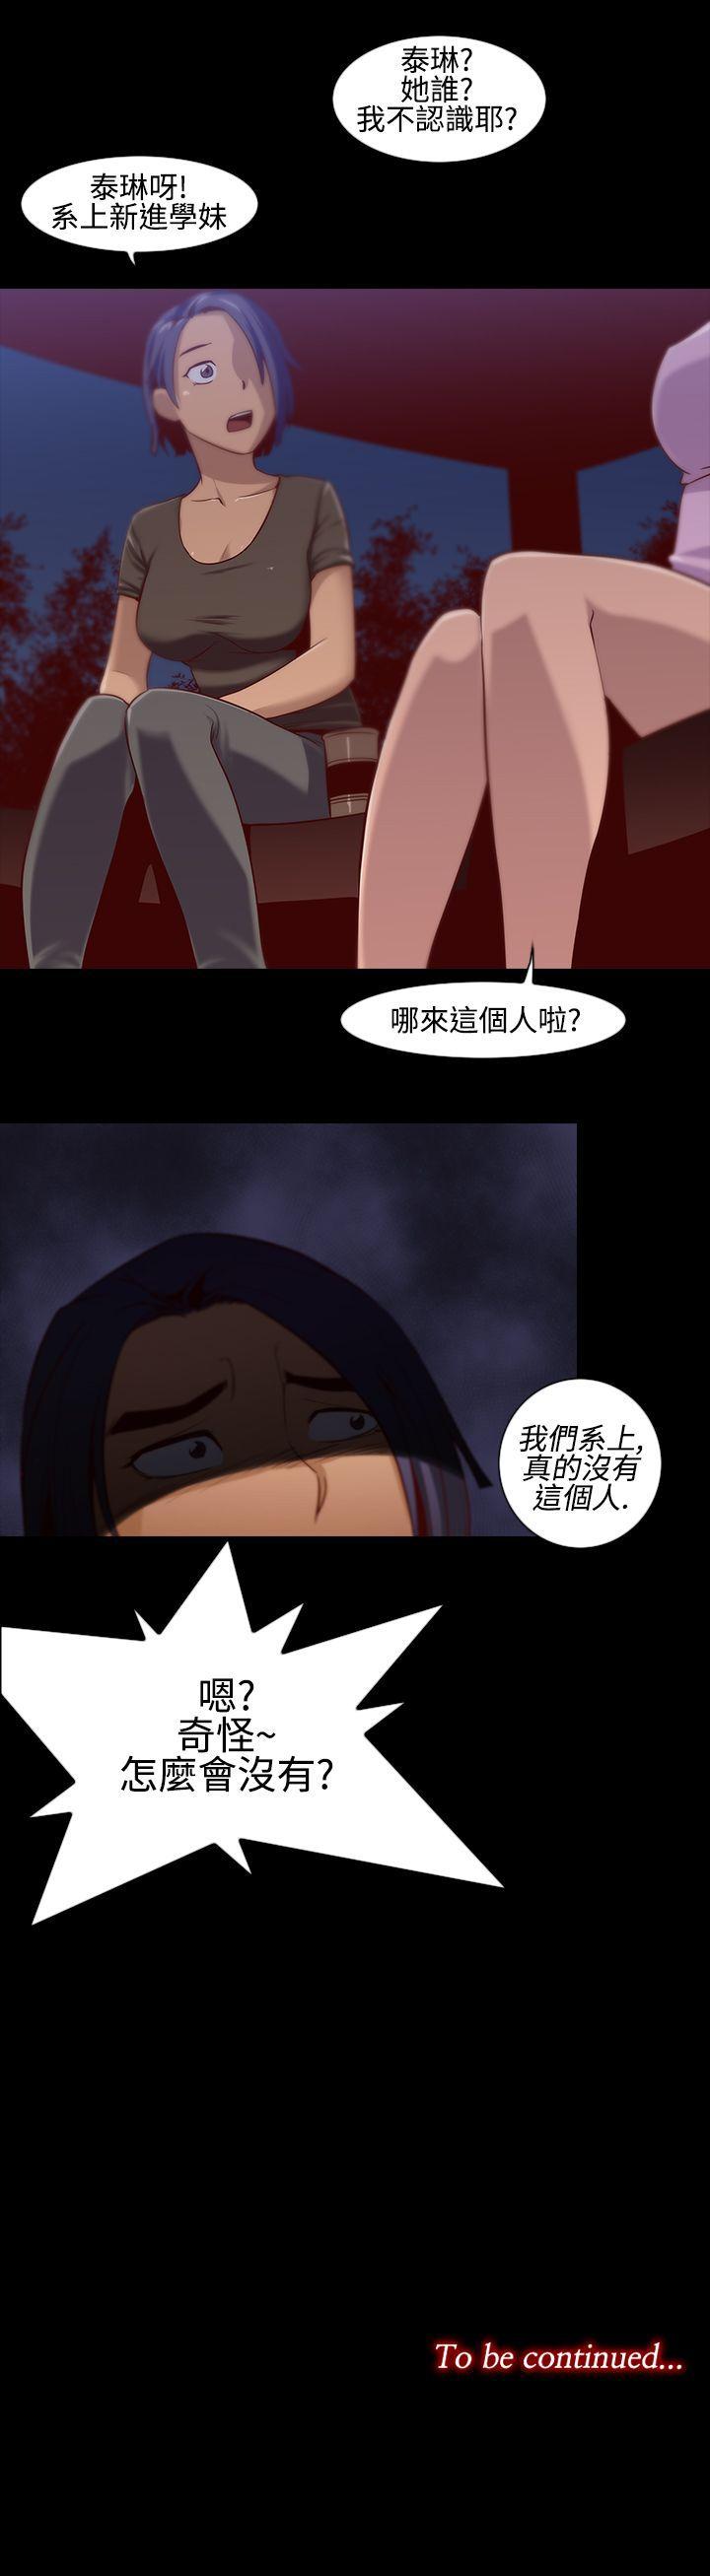 泰琳?
她誰?
我不認識耶?
泰琳呀!
系上新進學妹
哪來這個人啦?
我們系上,
真的沒有
這個人.
嗯?
奇怪~
怎麼會沒有?
To be continued...